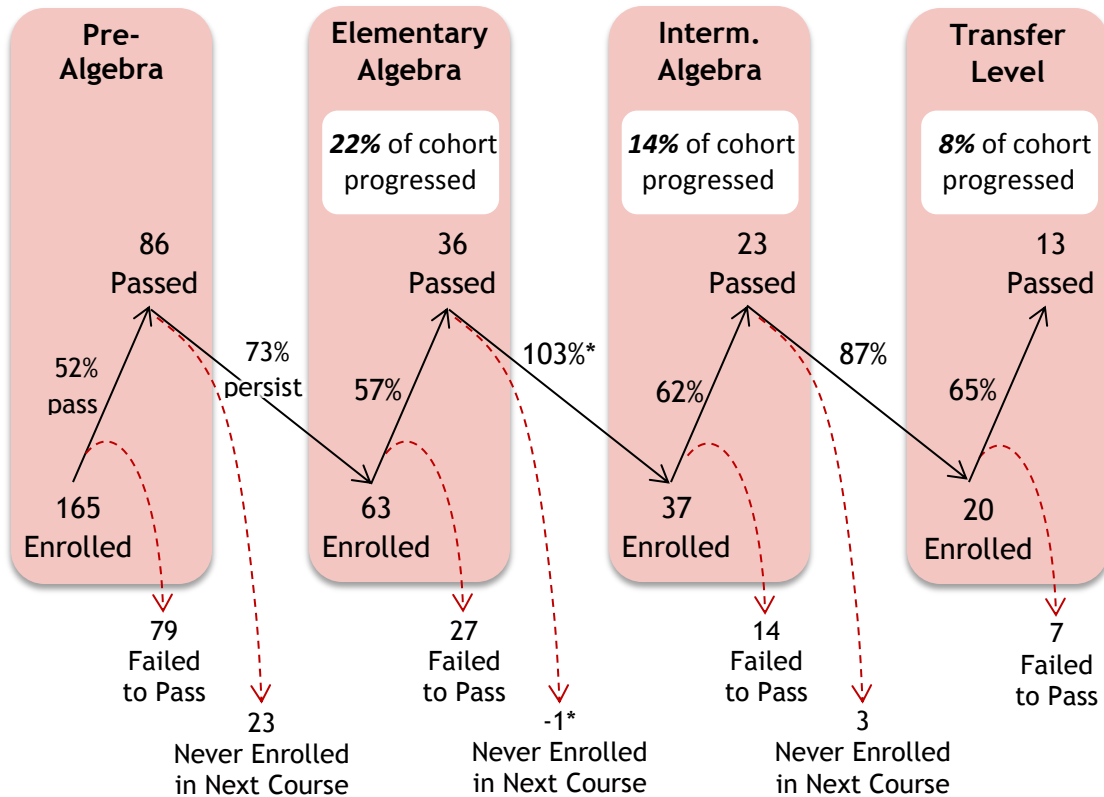 Pre-
Algebra
Elementary
Algebra
Interm.
Algebra
Transfer
Level
22% of cohort
progressed
14% of cohort
progressed
8% of cohort
progressed
86
Passed
36
Passed
23
Passed
13
Passed
52%
pass
73%
persist
57%
103%*
62%
87%
65%
165
Enrolled
63
Enrolled
37
Enrolled
20
Enrolled
79
Failed
to Pass
27
Failed
to Pass
14
Failed
to Pass
7
Failed
to Pass
23
Never Enrolled
in Next Course
-1*
Never Enrolled
in Next Course
3
Never Enrolled
in Next Course